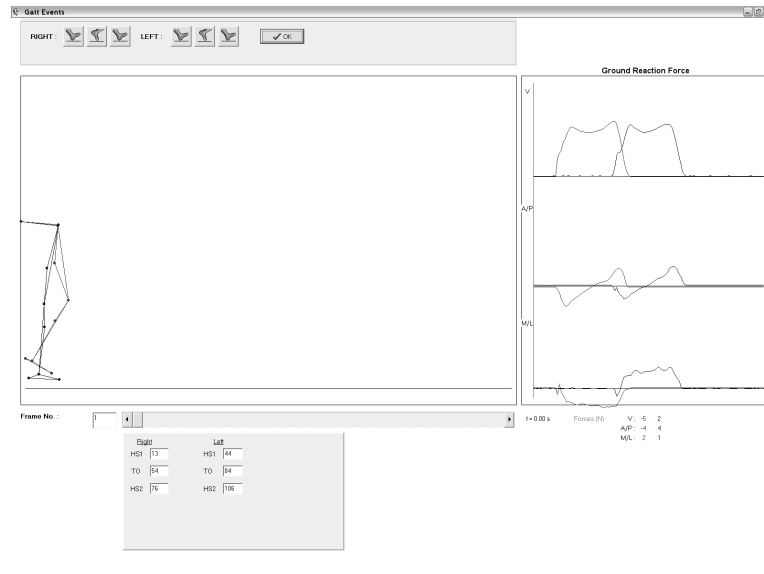 Gait Events
RIGHT : LEFT : OK
Ground Reaction Force
V
A/P
M/L
Frame No. : 1
t = 0.00 s Forces (N) V : -5 2
A/P : -4 4
M/L : 2 1
Right Left
HS1 13 HS1 44
TO 54 TO 84
HS2 76 HS2 106